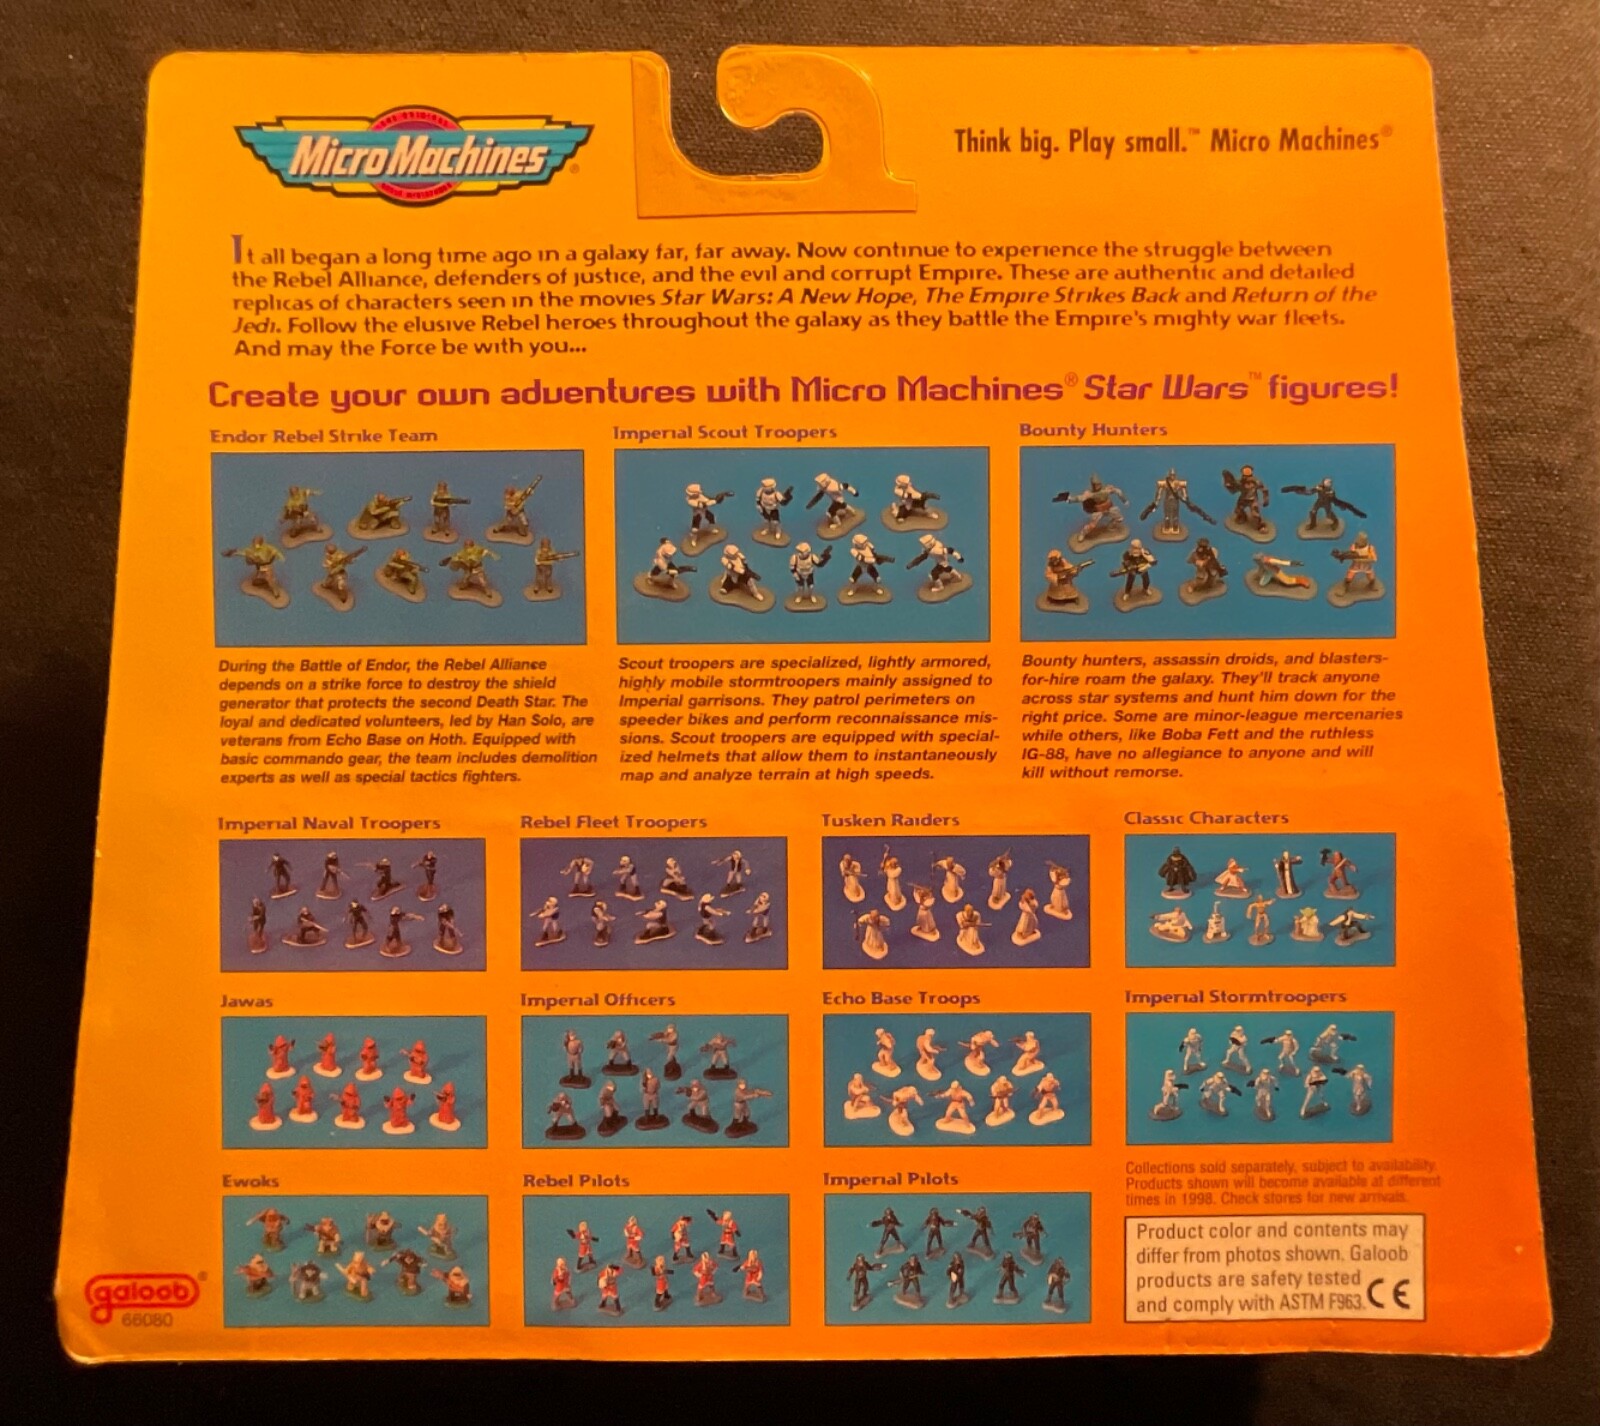 MicroMachines®
Think big. Play small.™ Micro Machines®
It all began a long time ago in a galaxy far, far away. Now continue to experience the struggle between
the Rebel Alliance, defenders of justice, and the evil and corrupt Empire. These are authentic and detailed
replicas of characters seen in the movies Star Wars: A New Hope, The Empire Strikes Back and Return of the
Jedi. Follow the elusive Rebel heroes throughout the galaxy as they battle the Empire's mighty war fleets.
And may the Force be with you...
Create your own adventures with Micro Machines® Star Wars™ figures!
Endor Rebel Strike Team
During the Battle of Endor, the Rebel Alliance
depends on a strike force to destroy the shield
generator that protects the second Death Star. The
loyal and dedicated volunteers, led by Han Solo, are
veterans from Echo Base on Hoth. Equipped with
basic commando gear, the team includes demolition
experts as well as special tactics fighters.
Imperial Scout Troopers
Scout troopers are specialized, lightly armored,
highly mobile stormtroopers mainly assigned to
Imperial garrisons. They patrol perimeters on
speeder bikes and perform reconnaissance mis-
sions. Scout troopers are equipped with special-
ized helmets that allow them to instantaneously
map and analyze terrain at high speeds.
Bounty Hunters
Bounty hunters, assassin droids, and blasters-
for-hire roam the galaxy. They'll track anyone
across star systems and hunt him down for the
right price. Some are minor-league mercenaries
while others, like Boba Fett and the ruthless
IG-88, have no allegiance to anyone and will
kill without remorse.
Imperial Naval Troopers
Rebel Fleet Troopers
Tusken Raiders
Classic Characters
Jawas
Imperial Officers
Echo Base Troops
Imperial Stormtroopers
Ewoks
Rebel Pilots
Imperial Pilots
Collections sold separately, subject to availability.
Products shown will become available at different
times in 1998. Check stores for new arrivals.
Product color and contents may
differ from photos shown. Galoob
products are safety tested
and comply with ASTM F963. CE
galoob®
66080